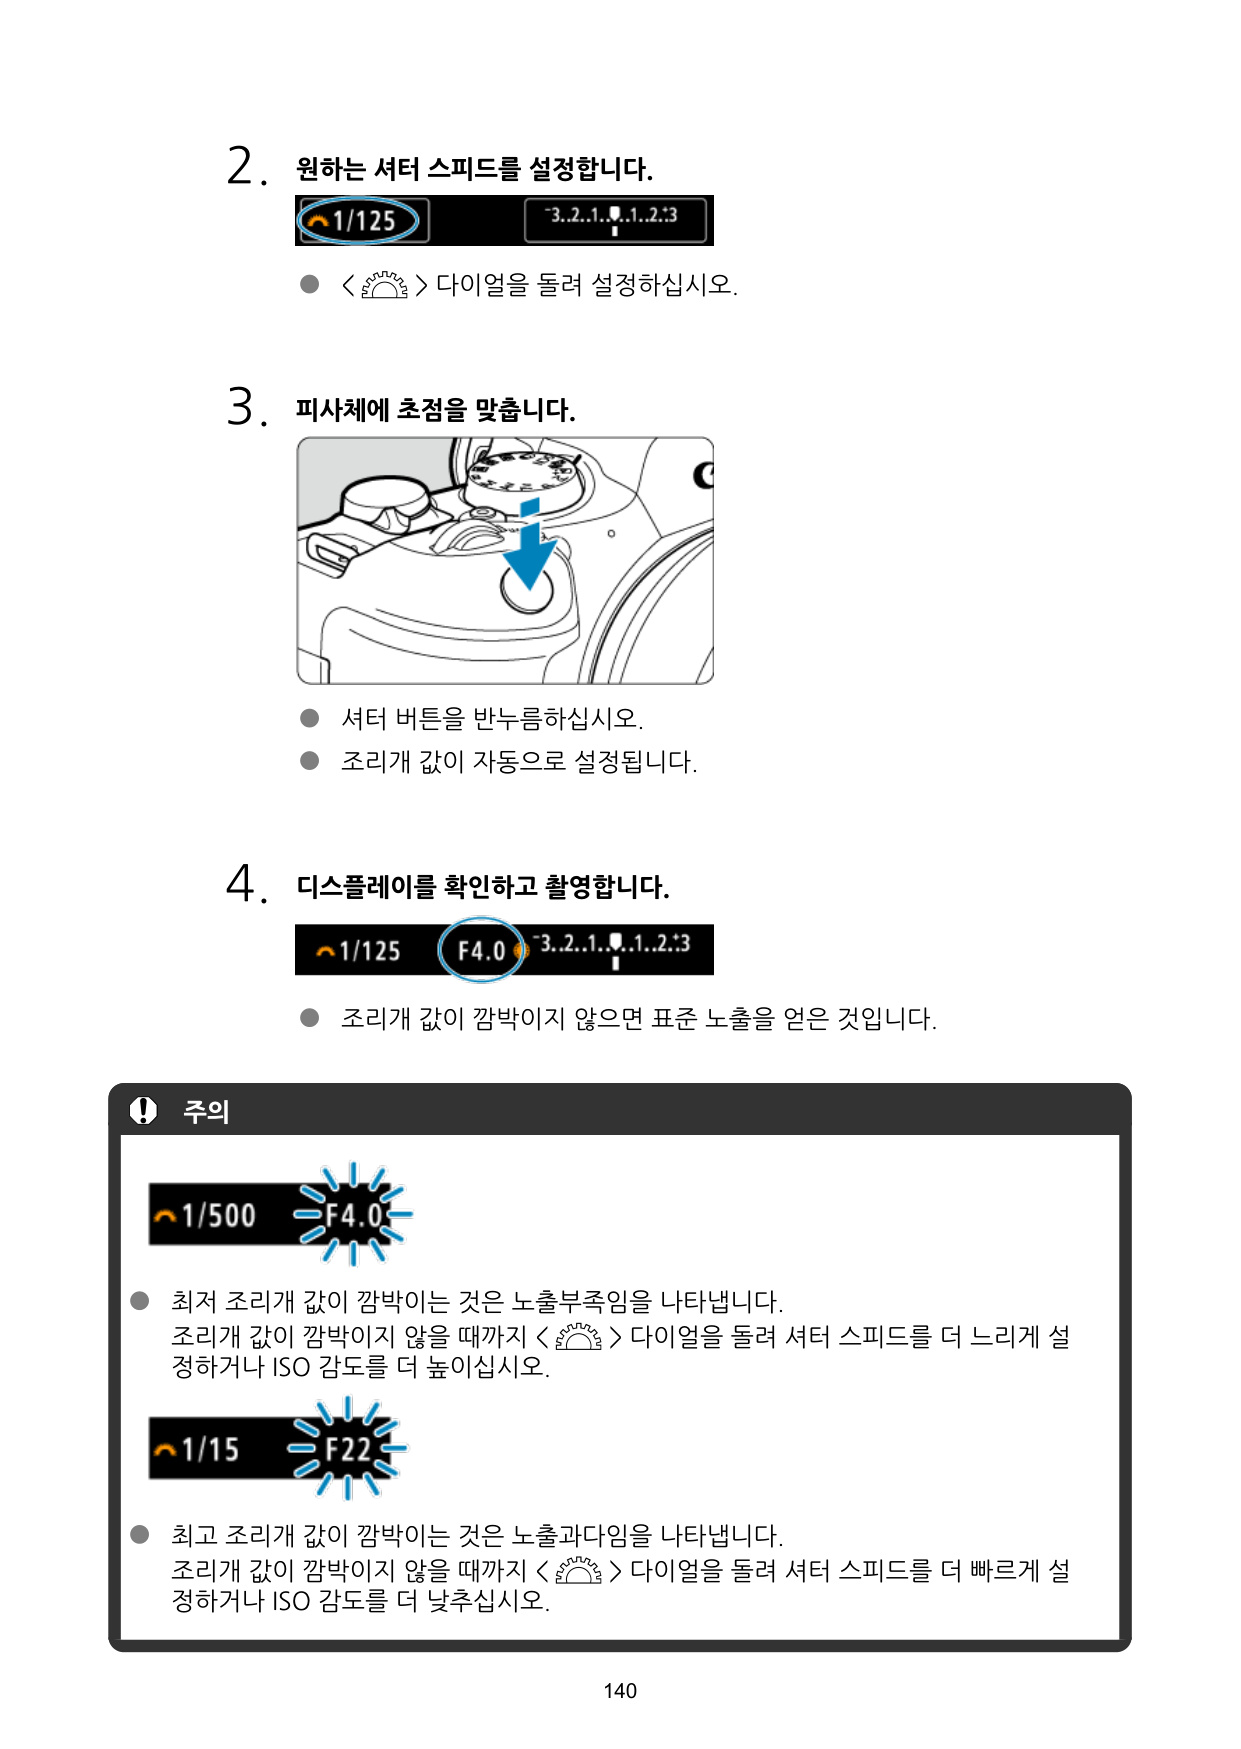 2. 원하는 셔터 스피드를 설정합니다.
1/125 -3..2..1..0..1..2..+3
● < > 다이얼을 돌려 설정하십시오.
3. 피사체에 초점을 맞춥니다.
● 셔터 버튼을 반누름하십시오.
● 조리개 값이 자동으로 설정됩니다.
4. 디스플레이를 확인하고 촬영합니다.
1/125 F4.0 -3..2..1..0..1..2..+3
● 조리개 값이 깜박이지 않으면 표준 노출을 얻은 것입니다.
주의
1/500 F4.0
● 최저 조리개 값이 깜박이는 것은 노출부족임을 나타냅니다.
조리개 값이 깜박이지 않을 때까지 < > 다이얼을 돌려 셔터 스피드를 더 느리게 설
정하거나 ISO 감도를 더 높이십시오.
1/15 F22
● 최고 조리개 값이 깜박이는 것은 노출과다임을 나타냅니다.
조리개 값이 깜박이지 않을 때까지 < > 다이얼을 돌려 셔터 스피드를 더 빠르게 설
정하거나 ISO 감도를 더 낮추십시오.
140